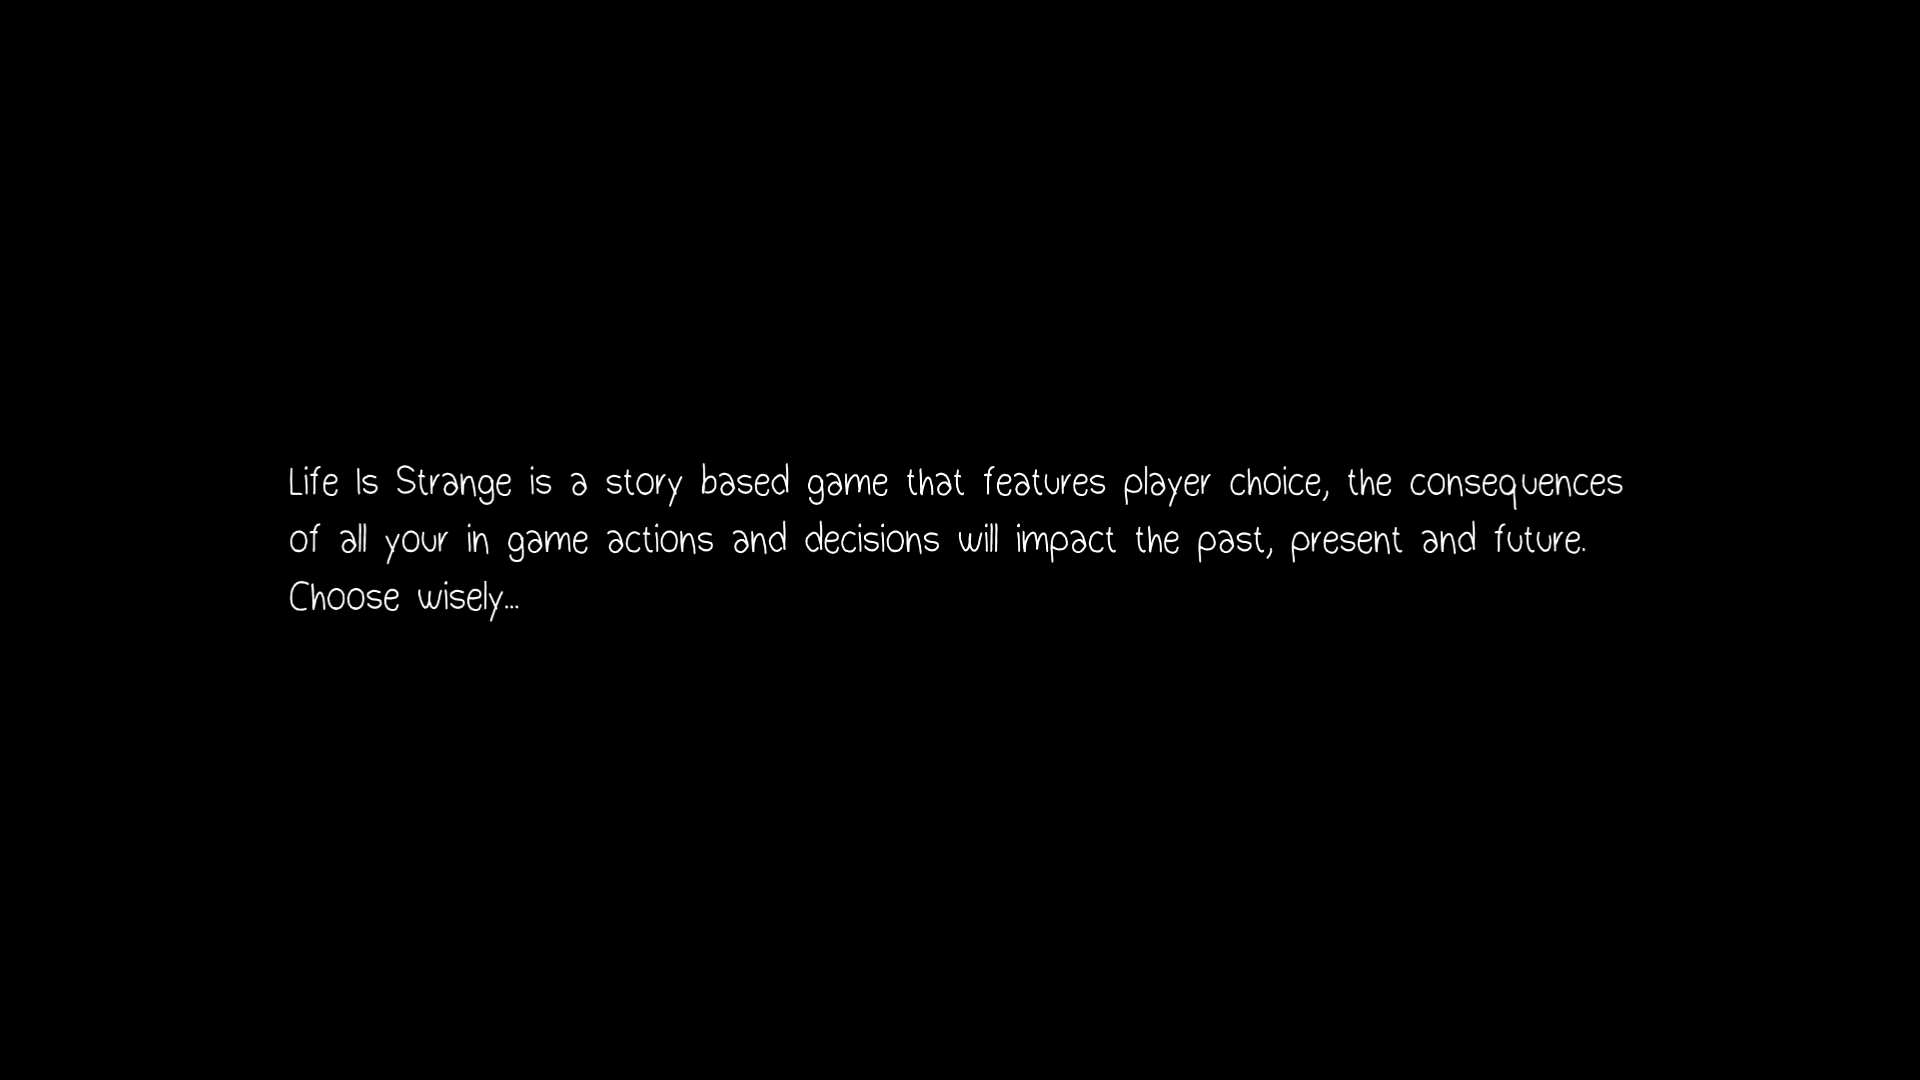 Life Is Strange is a story based game that features player choice, the consequences
of all your in game actions and decisions will impact the past, present and future.
Choose wisely...